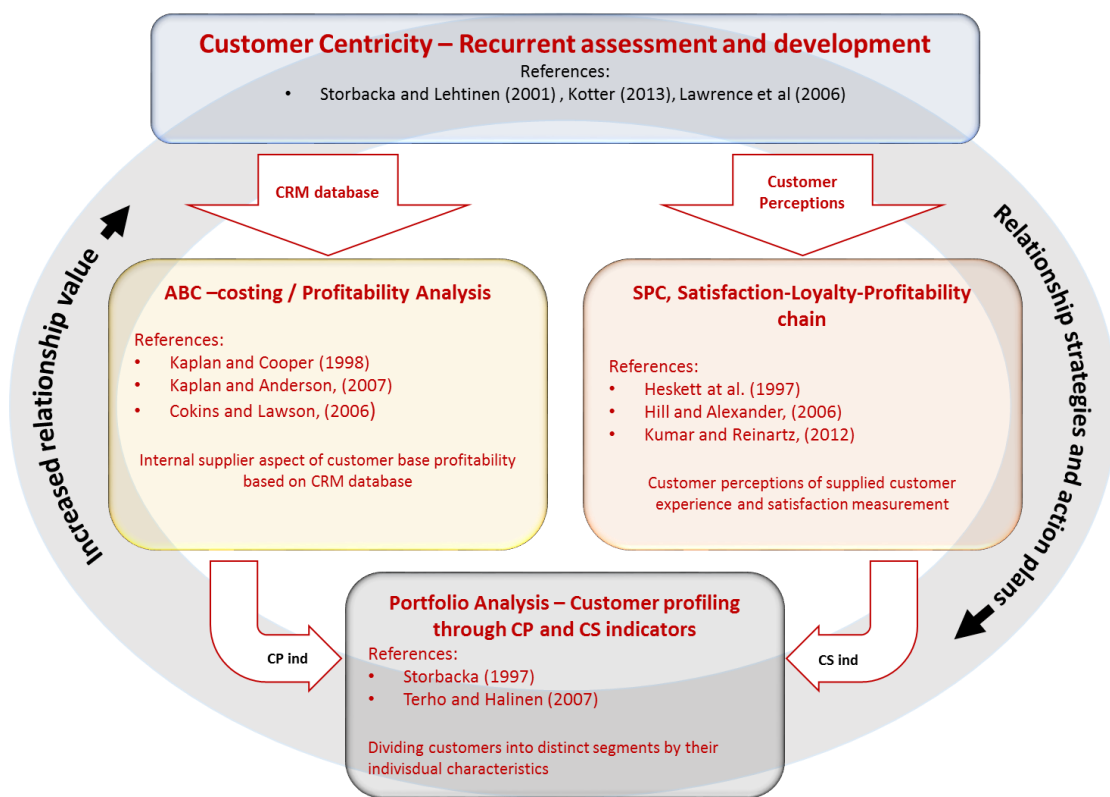 Customer Centricity – Recurrent assessment and development
References:
• Storbacka and Lehtinen (2001) , Kotter (2013), Lawrence et al (2006)
CRM database
Customer
Perceptions
Increased relationship value
Relationship strategies and action plans
ABC –costing / Profitability Analysis
References:
• Kaplan and Cooper (1998)
• Kaplan and Anderson, (2007)
• Cokins and Lawson, (2006)
Internal supplier aspect of customer base profitability
based on CRM database
SPC, Satisfaction-Loyalty-Profitability
chain
References:
• Heskett at al. (1997)
• Hill and Alexander, (2006)
• Kumar and Reinartz, (2012)
Customer perceptions of supplied customer
experience and satisfaction measurement
CP ind
CS ind
Portfolio Analysis – Customer profiling
through CP and CS indicators
References:
• Storbacka (1997)
• Terho and Halinen (2007)
Dividing customers into distinct segments by their
indivisdual characteristics